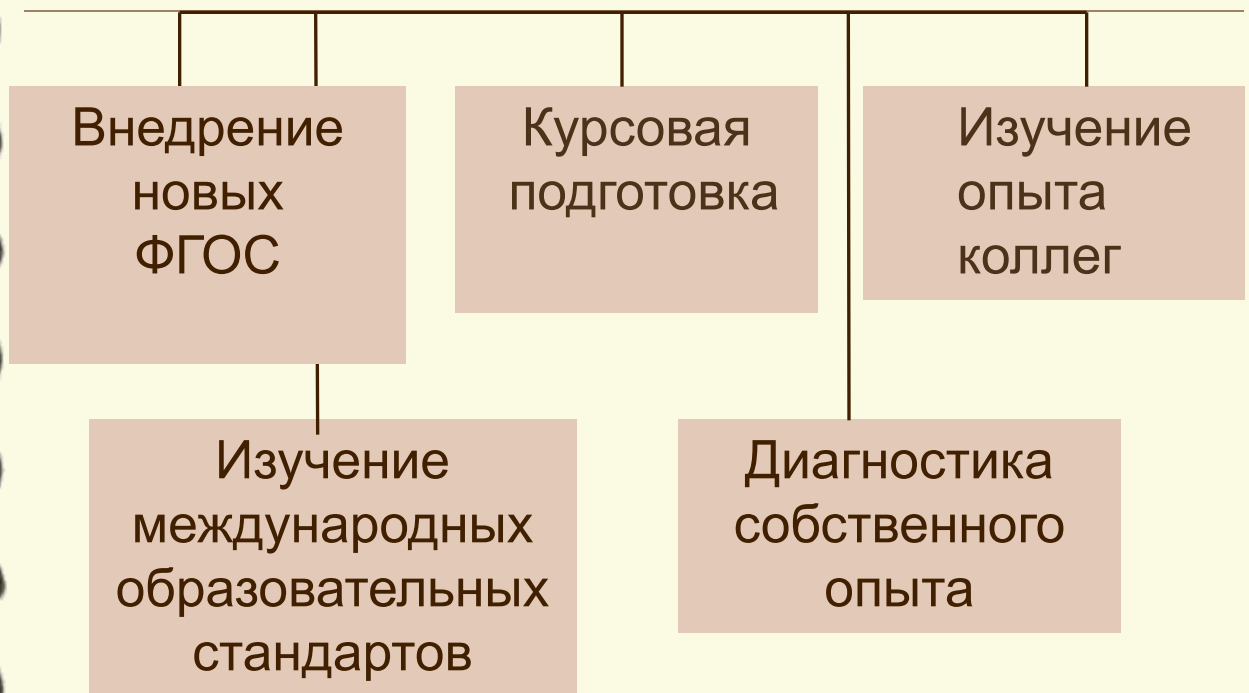 Внедрение
новых
ФГОС
Курсовая
подготовка
Изучение
опыта
коллег
Изучение
международных
образовательных
стандартов
Диагностика
собственного
опыта